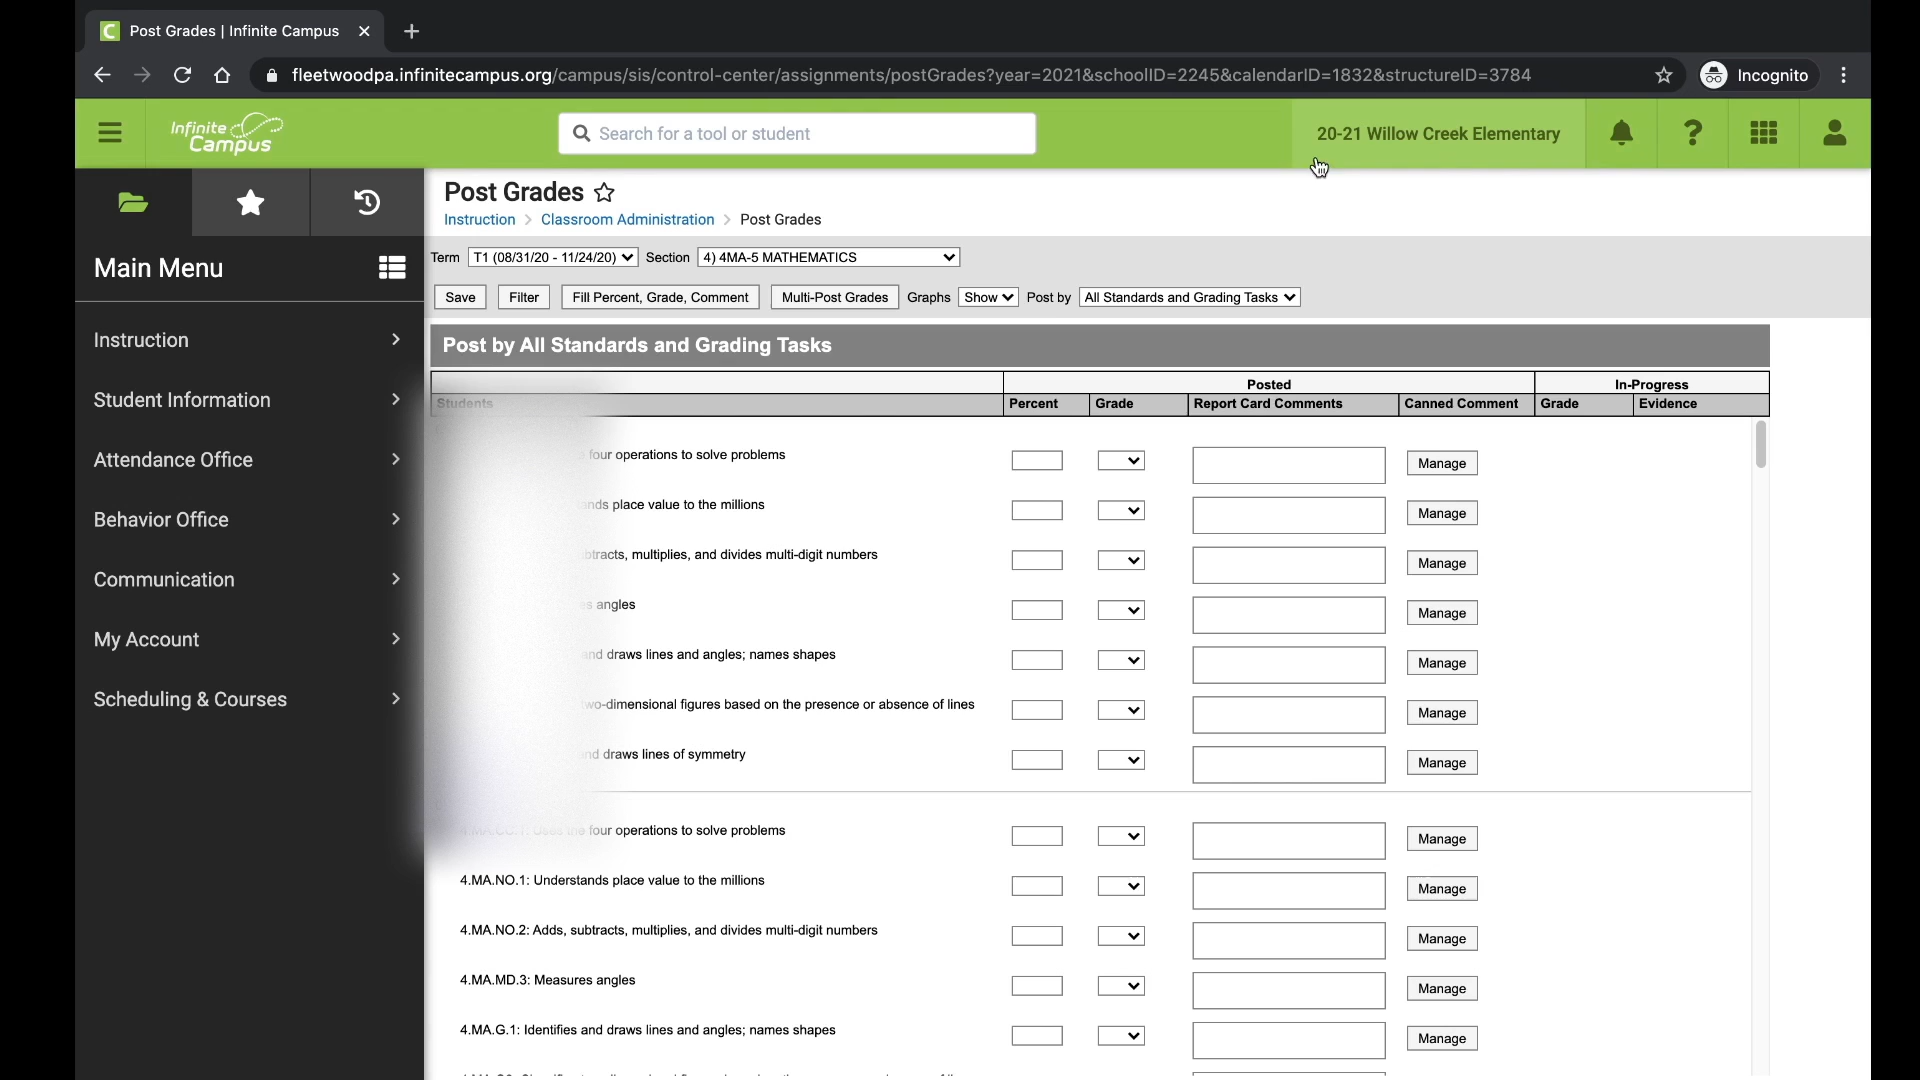 Post Grades | Infinite Campus
fleetwoodpa.infinitecampus.org/campus/sis/control-center/assignments/postGrades?year=2021&schoolID=2245&calendarID=1832&structureID=3784
Incognito
Infinite Campus
Search for a tool or student
20-21 Willow Creek Elementary
?
Post Grades
Instruction > Classroom Administration > Post Grades
Main Menu
Instruction
Student Information
Attendance Office
Behavior Office
Communication
My Account
Scheduling & Courses
Term T1 (08/31/20 - 11/24/20) Section 4) 4MA-5 MATHEMATICS
Save Filter Fill Percent, Grade, Comment Multi-Post Grades Graphs Show Post by All Standards and Grading Tasks
Post by All Standards and Grading Tasks
Posted In-Progress
Students Percent Grade Report Card Comments Canned Comment Grade Evidence
four operations to solve problems Manage
place value to the millions Manage
multiplies, and divides multi-digit numbers Manage
angles Manage
draws lines and angles; names shapes Manage
two-dimensional figures based on the presence or absence of lines Manage
draws lines of symmetry Manage
four operations to solve problems Manage
4.MA.NO.1: Understands place value to the millions Manage
4.MA.NO.2: Adds, subtracts, multiplies, and divides multi-digit numbers Manage
4.MA.MD.3: Measures angles Manage
4.MA.G.1: Identifies and draws lines and angles; names shapes Manage